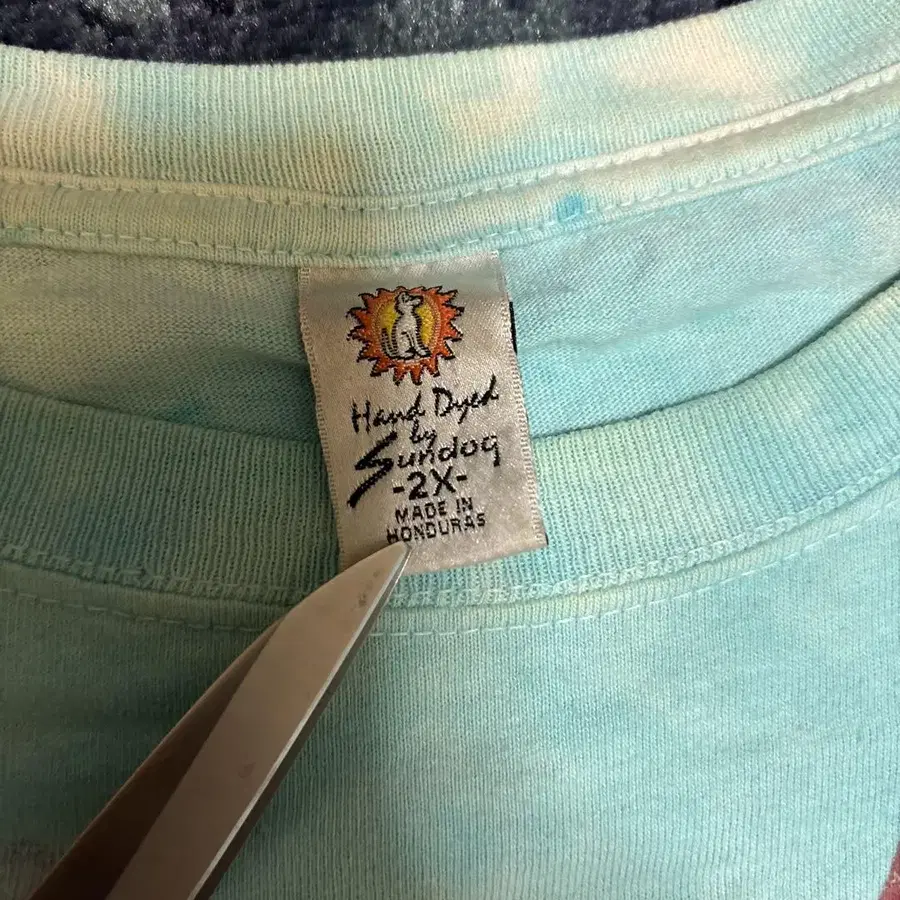 Hand Dyed
by
Sundog
-2X-
MADE IN
HONDURAS